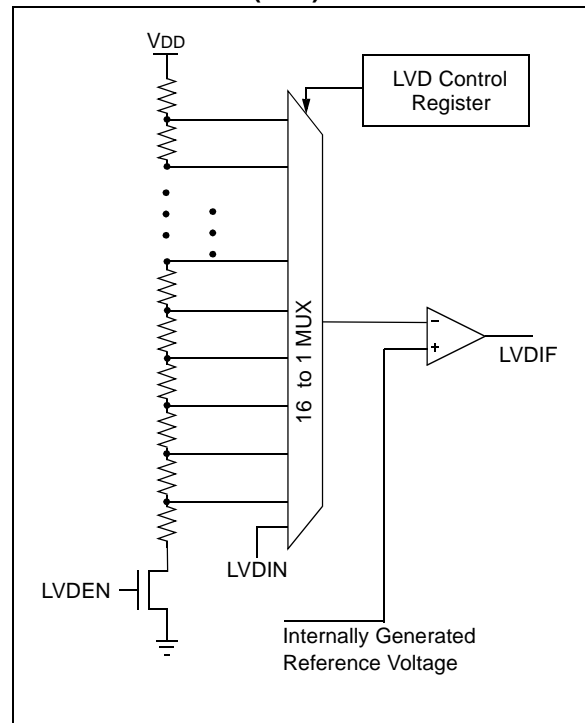 VDD
LVD Control
Register
16 to 1 MUX
–
+
LVDIF
LVDIN
LVDEN
Internally Generated
Reference Voltage